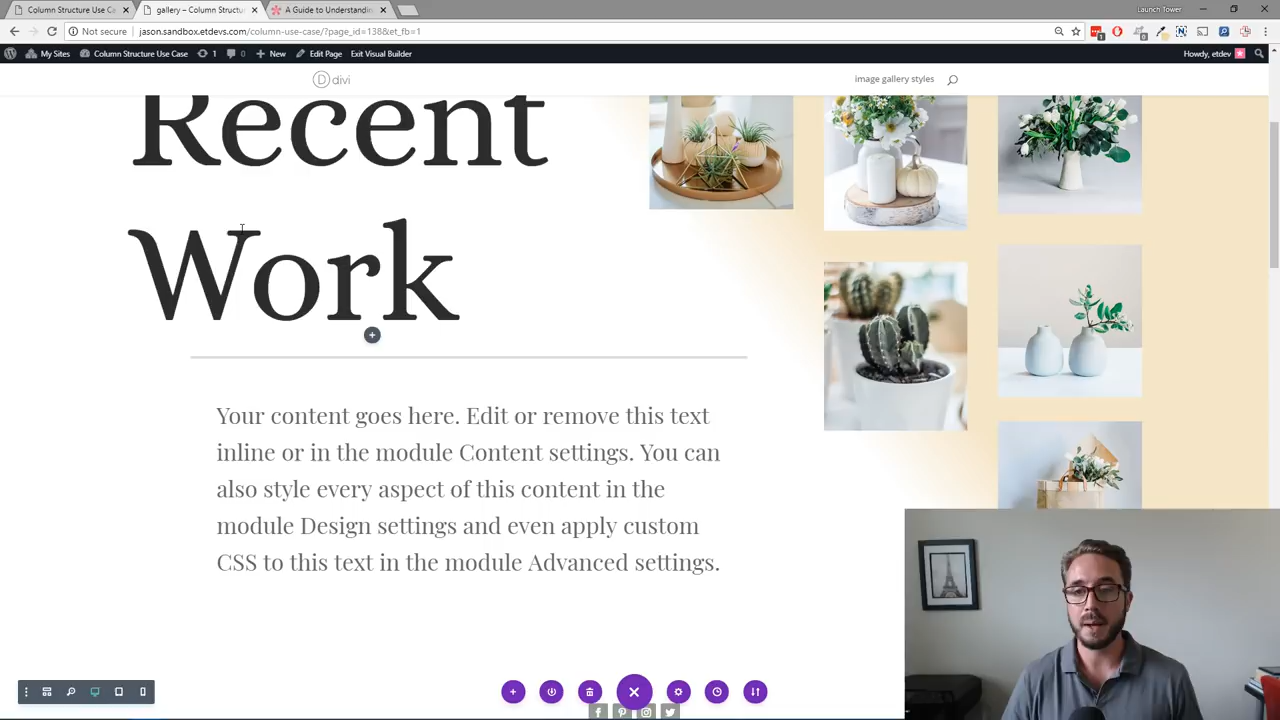 Column Structure Use Ca
gallery – Column Structu
A Guide to Understandin
Launch Tower
Not secure
jason.sandbox.etdevs.com/column-use-case/?page_id=138&et_fb=1
My Sites
Column Structure Use Case
1
0
New
Edit Page
Exit Visual Builder
Howdy, etdev
D divi
image gallery styles
Recent
Work
Your content goes here. Edit or remove this text
inline or in the module Content settings. You can
also style every aspect of this content in the
module Design settings and even apply custom
CSS to this text in the module Advanced settings.